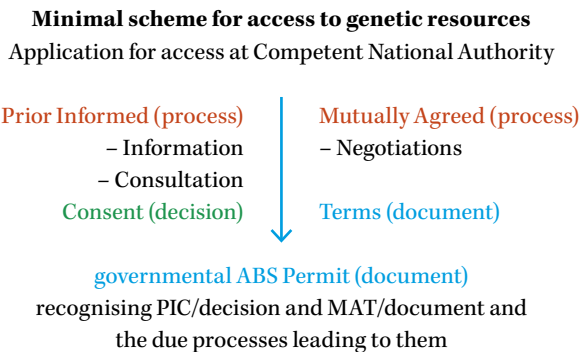 Minimal scheme for access to genetic resources
Application for access at Competent National Authority
Prior Informed (process)
– Information
– Consultation
Consent (decision)
Mutually Agreed (process)
– Negotiations
Terms (document)
governmental ABS Permit (document)
recognising PIC/decision and MAT/document and
the due processes leading to them